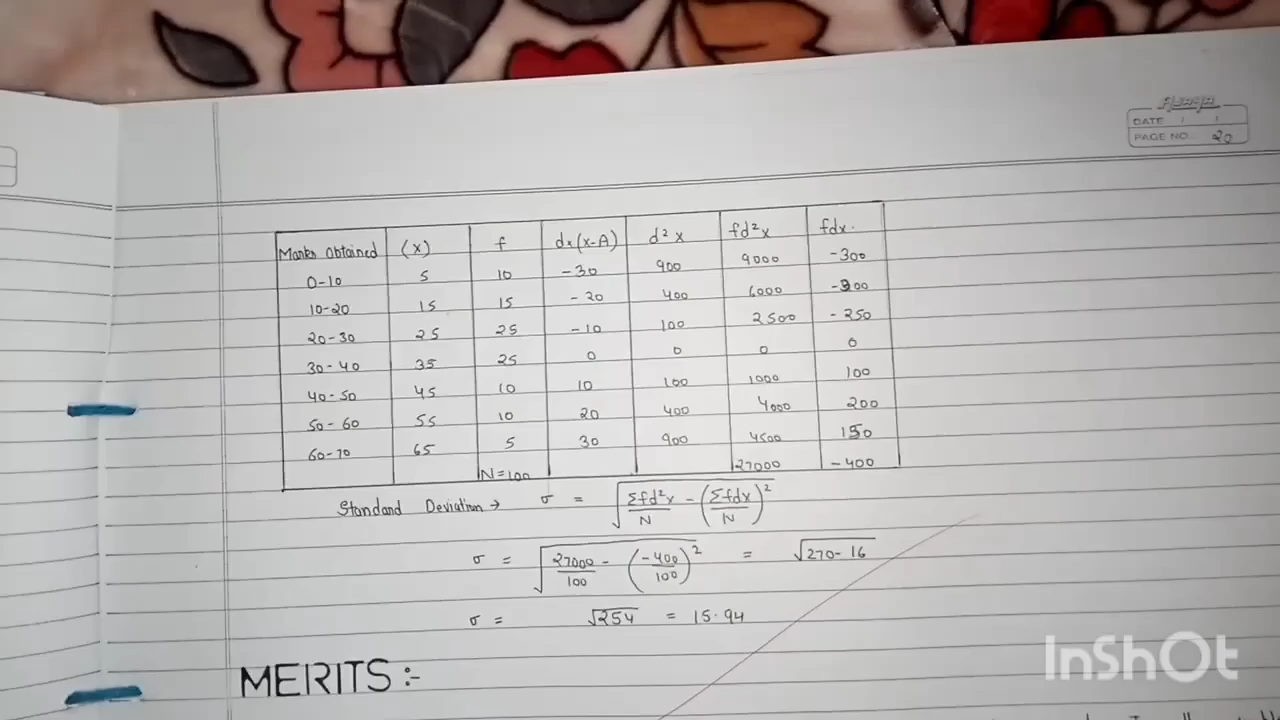 Ajanya
DATE : :
PAGE NO. 20
Marks Obtained (X) f dx(x-A) d²x fd²x fdx.
0-10 5 10 -30 900 9000 -300
10-20 15 15 -20 400 6000 -300
20-30 25 25 -10 100 2500 -250
30-40 35 25 0 0 0 0
40-50 45 10 10 100 1000 100
50-60 55 10 20 400 4000 200
60-70 65 5 30 900 4500 150
N=100 27000 -400
Standard Deviation → σ = √(Σfd²x/N - (Σfdx/N)²)
σ = √(27000/100 - (-400/100)²) = √270-16
σ = √254 = 15.94
MERITS :-
InShOt